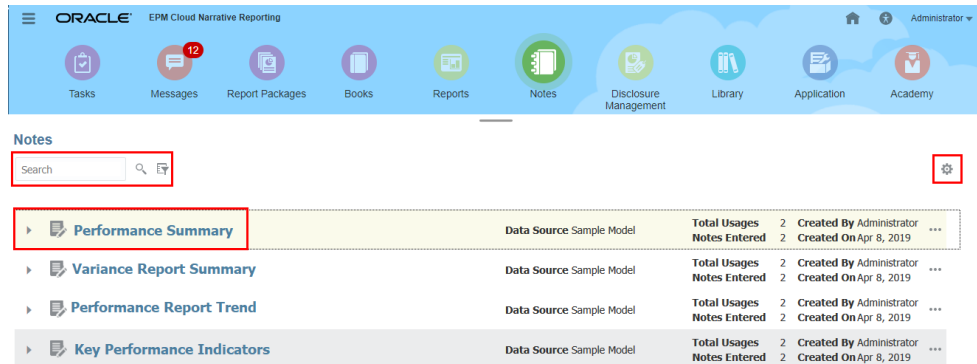 ORACLE® EPM Cloud Narrative Reporting Administrator
12
Tasks Messages Report Packages Books Reports Notes Disclosure Management Library Application Academy
Notes
Search
Performance Summary Data Source Sample Model Total Usages 2 Created By Administrator
Notes Entered 2 Created On Apr 8, 2019
Variance Report Summary Data Source Sample Model Total Usages 2 Created By Administrator
Notes Entered 2 Created On Apr 8, 2019
Performance Report Trend Data Source Sample Model Total Usages 2 Created By Administrator
Notes Entered 2 Created On Apr 8, 2019
Key Performance Indicators Data Source Sample Model Total Usages 2 Created By Administrator
Notes Entered 2 Created On Apr 8, 2019